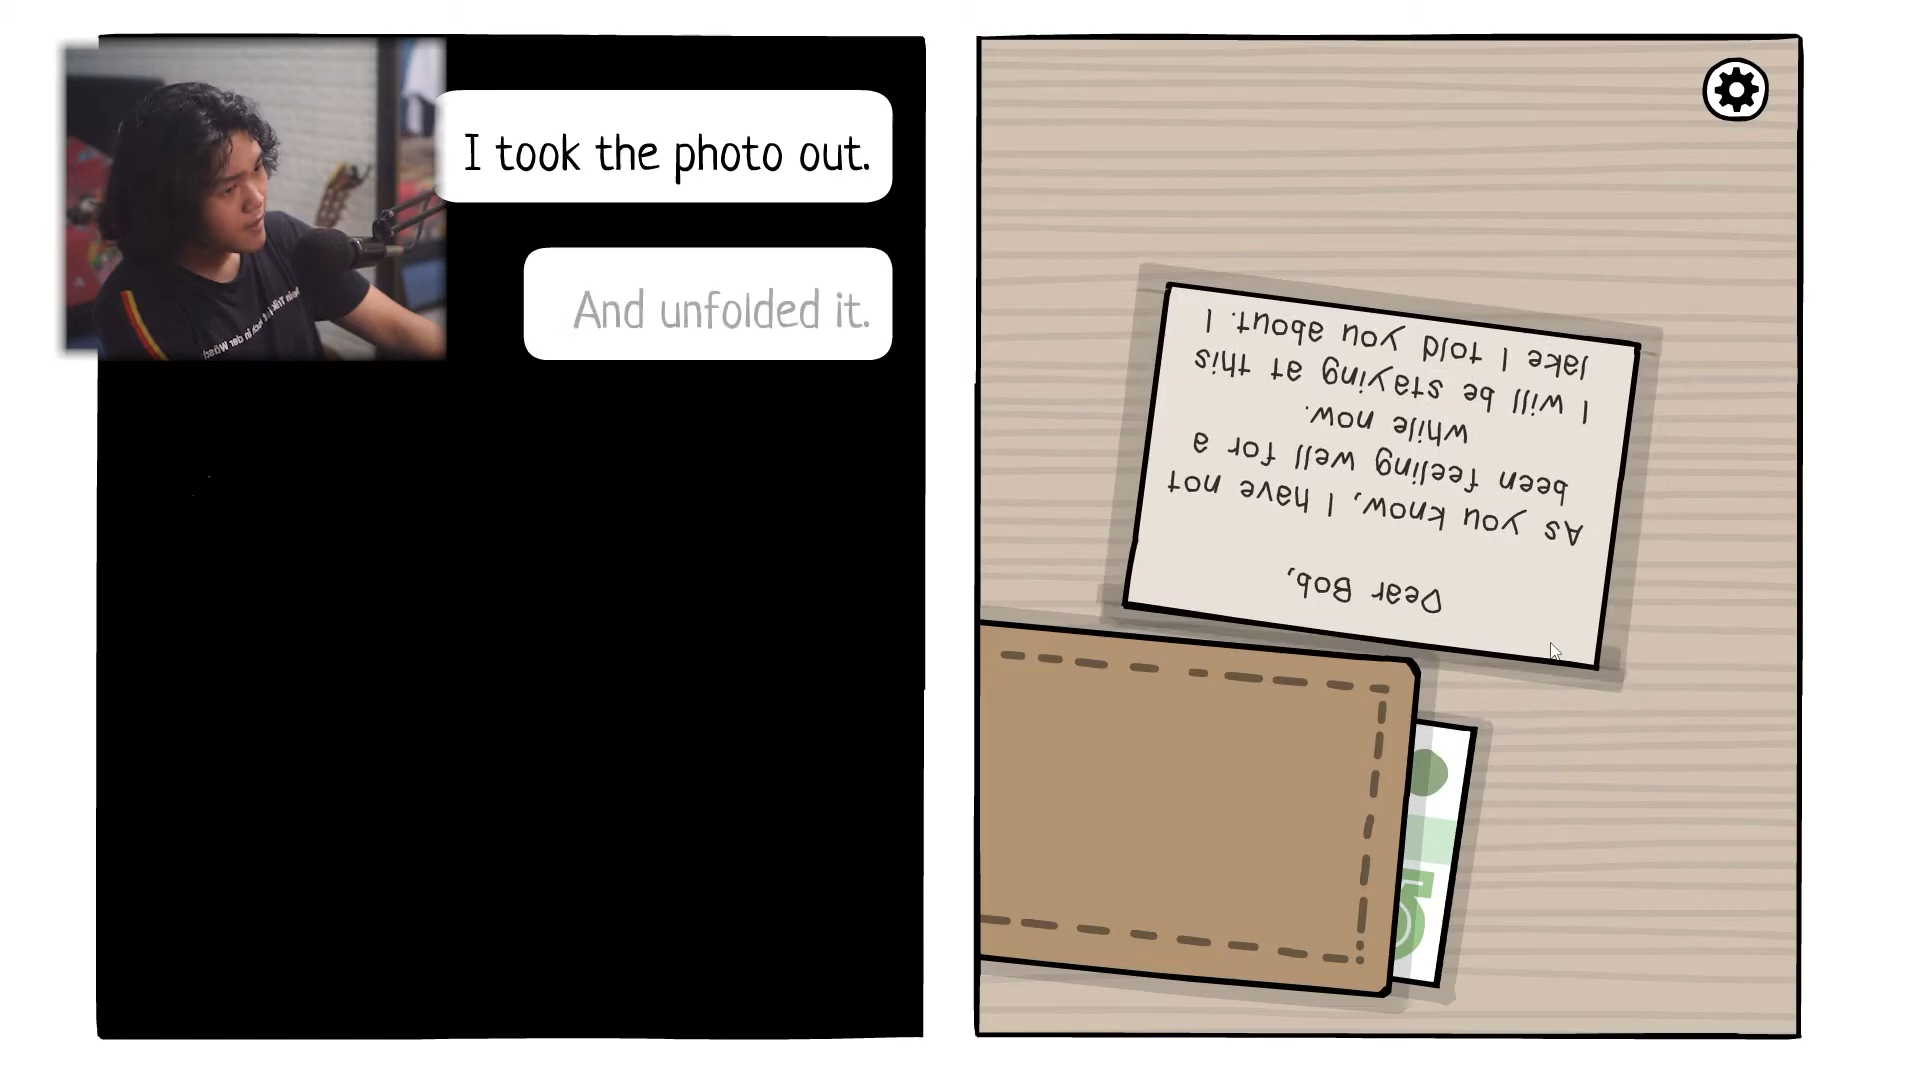 I took the photo out.
And unfolded it.
Dear Bob,
As you know, I have not
been feeling well for a
while now.
I will be staying at this
lake I told you about. I
5